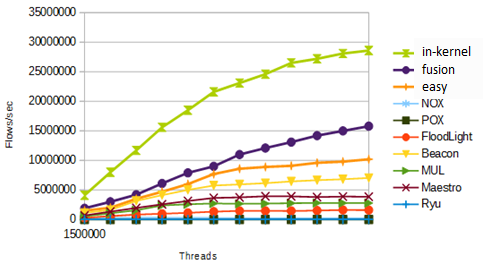 35000000
30000000
25000000
20000000
15000000
10000000
5000000
0
1500000
Flows/sec
Threads
in-kernel
fusion
easy
NOX
POX
FloodLight
Beacon
MUL
Maestro
Ryu